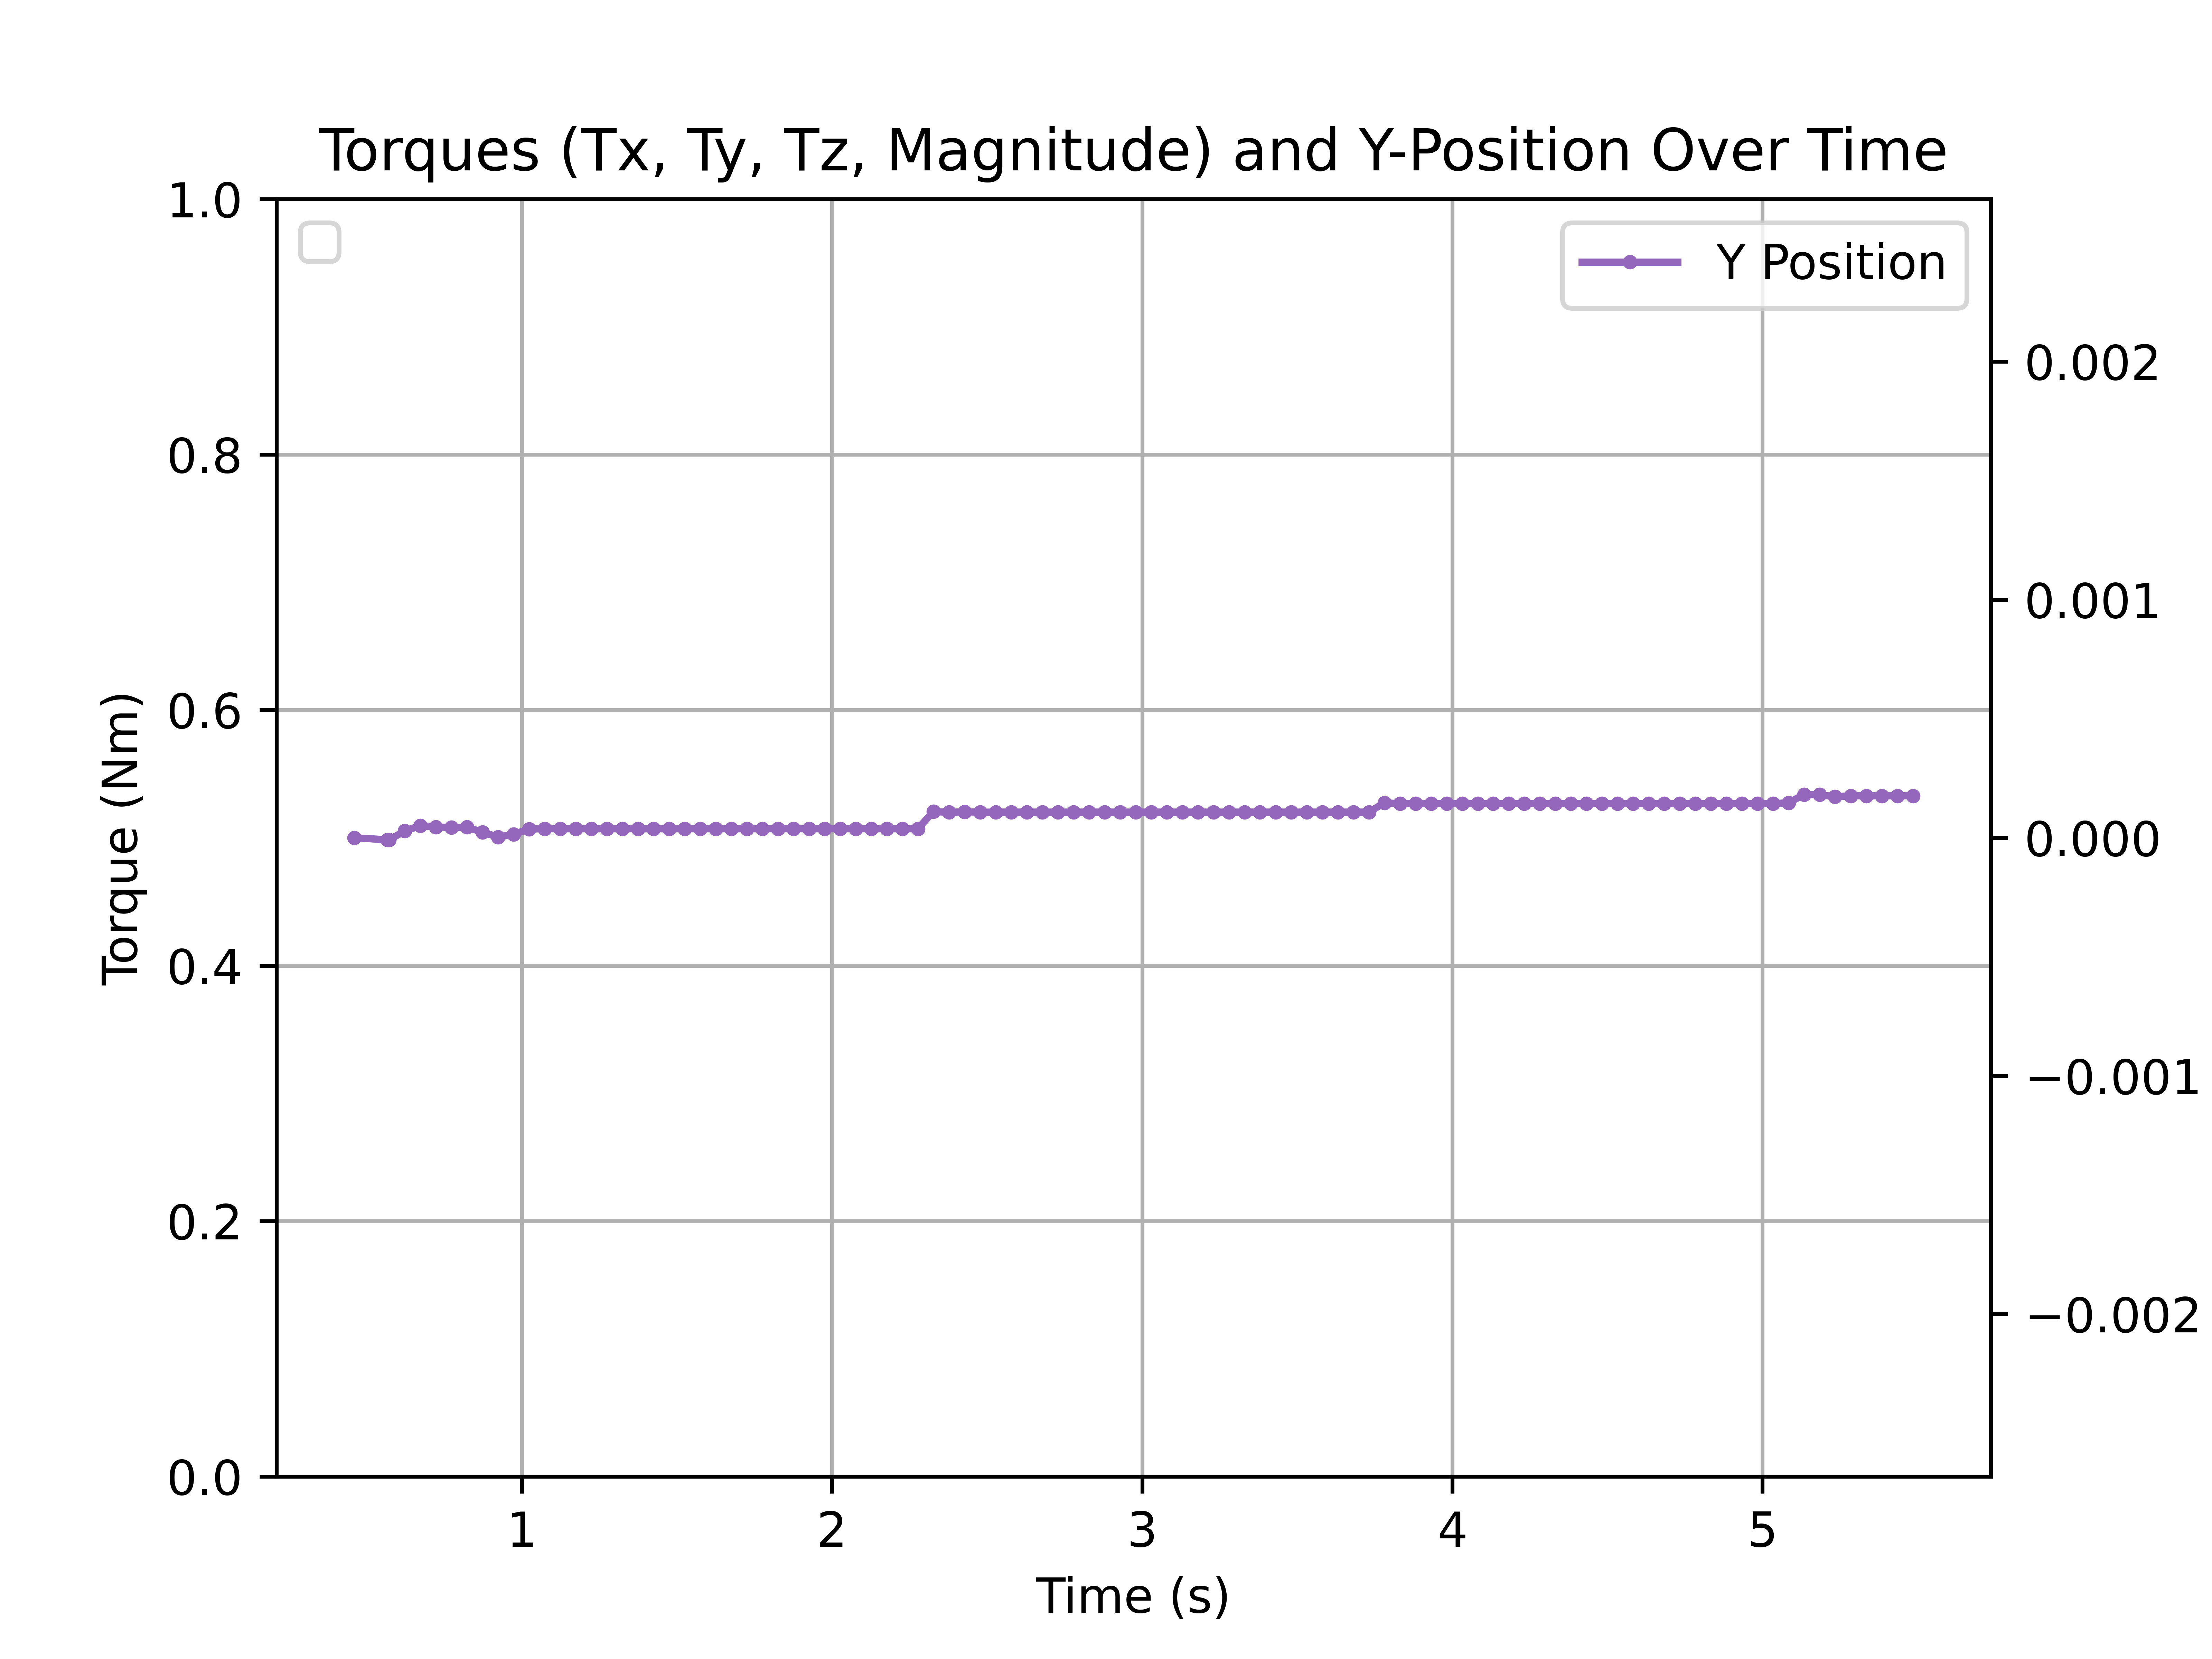 Torques (Tx, Ty, Tz, Magnitude) and Y-Position Over Time
Y Position
1.0
0.8
0.6
0.4
0.2
0.0
Torque (Nm)
0.002
0.001
0.000
−0.001
−0.002
1 2 3 4 5
Time (s)